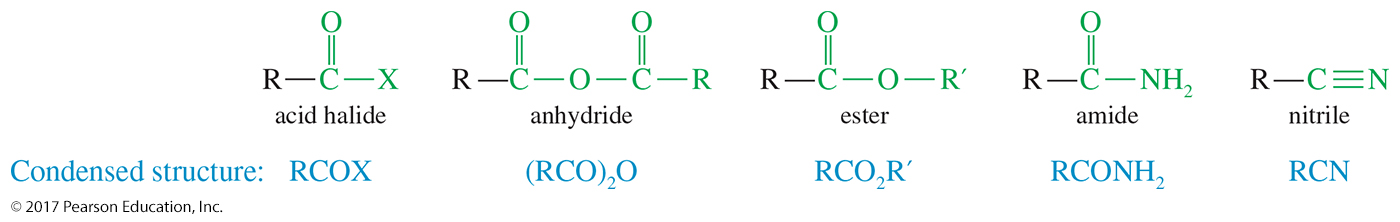 O O O O O
R—C—X R—C—O—C—R R—C—O—R′ R—C—NH₂ R—C≡N
acid halide anhydride ester amide nitrile
Condensed structure: RCOX (RCO)₂O RCO₂R′ RCONH₂ RCN
© 2017 Pearson Education, Inc.